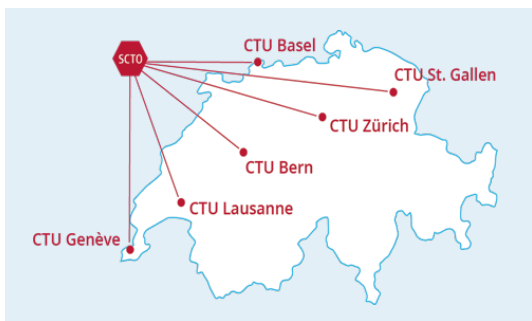 SCTO
CTU Basel
CTU St. Gallen
CTU Zürich
CTU Bern
CTU Lausanne
CTU Genève